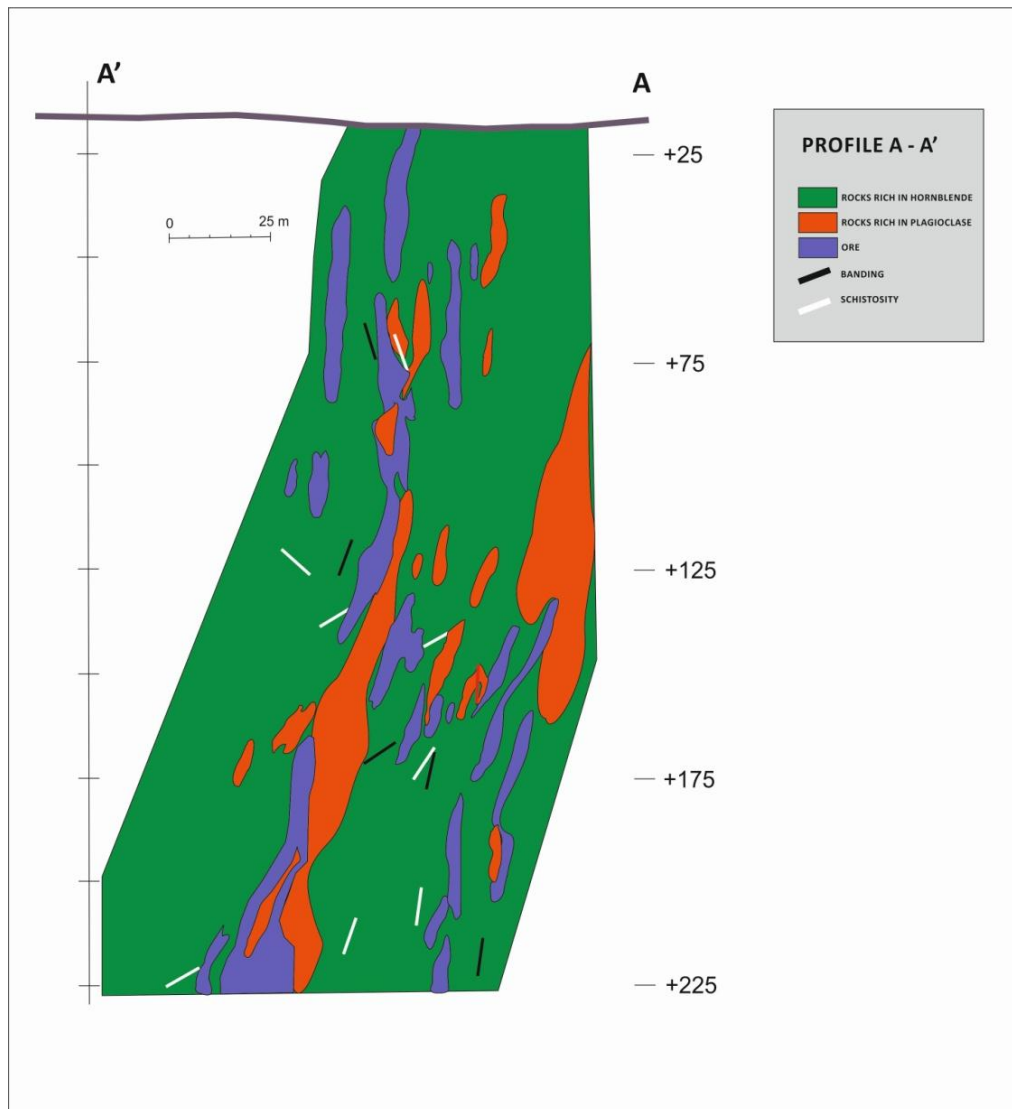 A’
A
PROFILE A - A’
+25
ROCKS RICH IN HORNBLENDE
0 25 m
ROCKS RICH IN PLAGIOCLASE
ORE
BANDING
SCHISTOSITY
+75
+125
+175
+225